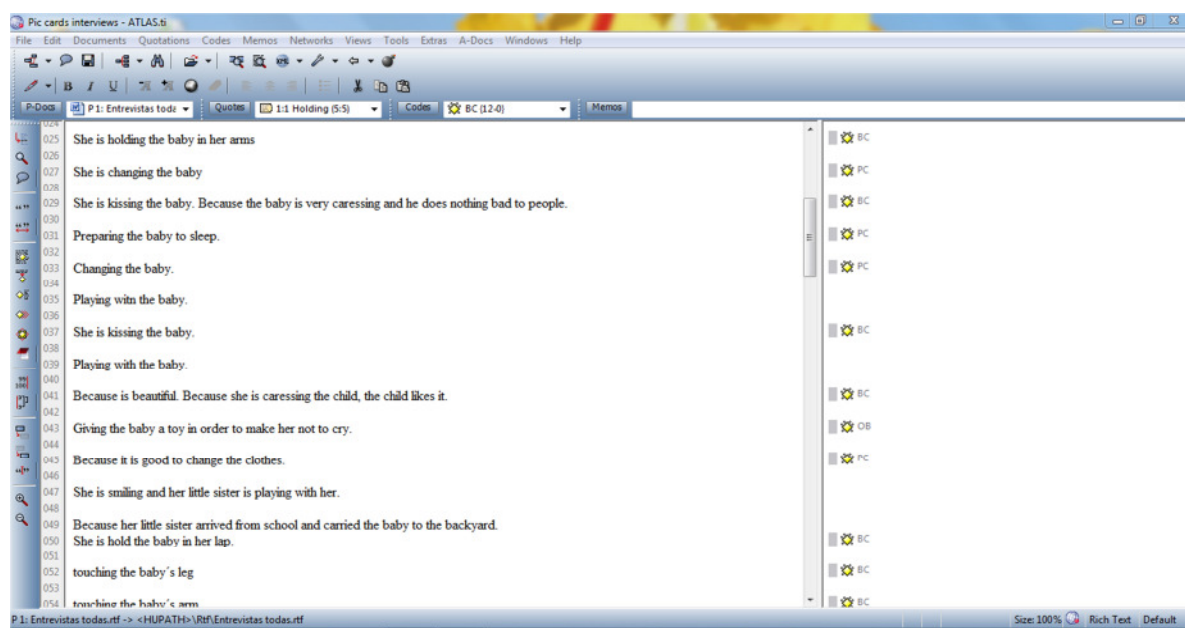 Pic cards interviews - ATLAS.ti
File Edit Documents Quotations Codes Memos Networks Views Tools Extras A-Docs Windows Help
B I U
P-Docs P 1: Entrevistas toda Quotes 1:1 Holding (5:5) Codes BC (12-0) Memos
024
025 She is holding the baby in her arms BC
026
027 She is changing the baby PC
028
029 She is kissing the baby. Because the baby is very caressing and he does nothing bad to people. BC
030
031 Preparing the baby to sleep. PC
032
033 Changing the baby. PC
034
035 Playing witn the baby.
036
037 She is kissing the baby. BC
038
039 Playing with the baby.
040
041 Because is beautiful. Because she is caressing the child, the child likes it. BC
042
043 Giving the baby a toy in order to make her not to cry. OB
044
045 Because it is good to change the clothes. PC
046
047 She is smiling and her little sister is playing with her.
048
049 Because her little sister arrived from school and carried the baby to the backyard.
050 She is hold the baby in her lap. BC
051
052 touching the baby´s leg BC
053
054 touching the baby´s arm BC
P 1: Entrevistas todas.rtf -> <HUPATH>\Rtf\Entrevistas todas.rtf Size: 100% Rich Text Default